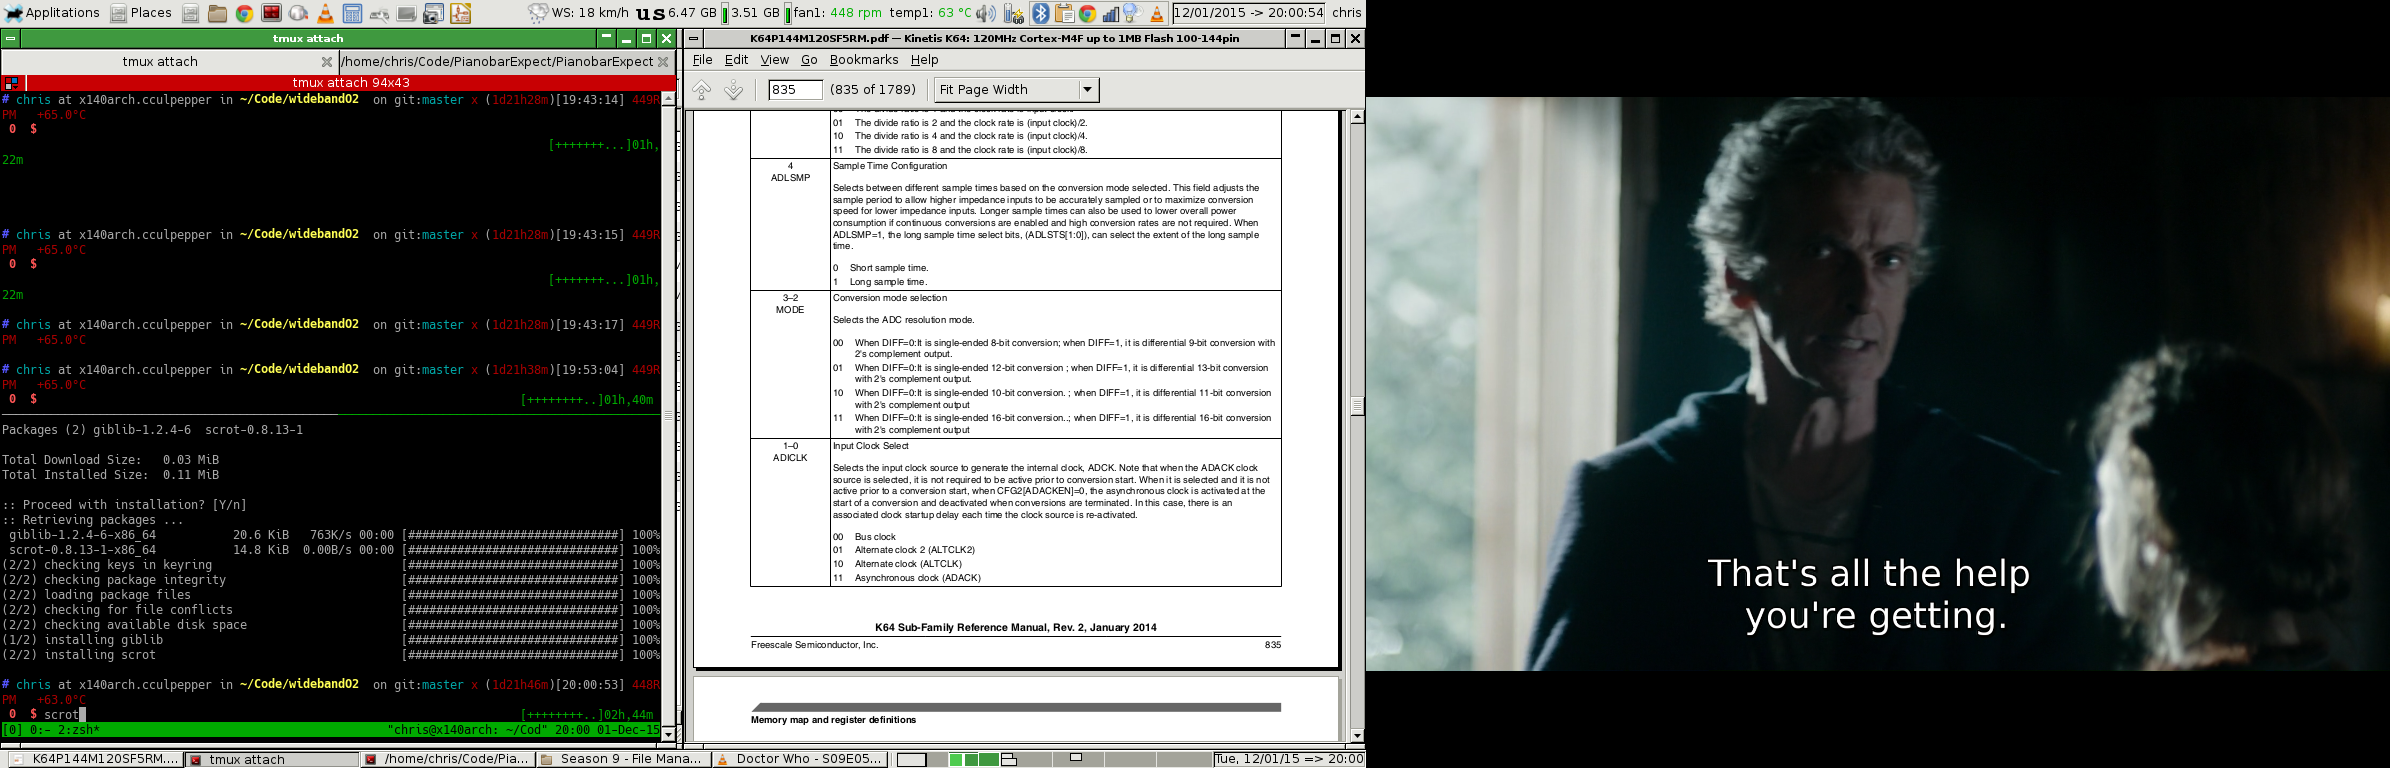 Applications Places WS: 18 km/h us 6.47 GB 3.51 GB fan1: 448 rpm temp1: 63 °C 12/01/2015 -> 20:00:54 chris
tmux attach
tmux attach /home/chris/Code/PianobarExpect/PianobarExpect
tmux attach 94x43
# chris at x140arch.cculpepper in ~/Code/wideband02 on git:master x (1d21h28m)[19:43:14] 449R
PM +65.0°C
0 $
[+++++++...]01h,
22m
# chris at x140arch.cculpepper in ~/Code/wideband02 on git:master x (1d21h28m)[19:43:15] 449R
PM +65.0°C
0 $
[+++++++...]01h,
22m
# chris at x140arch.cculpepper in ~/Code/wideband02 on git:master x (1d21h28m)[19:43:17] 449R
PM +65.0°C
# chris at x140arch.cculpepper in ~/Code/wideband02 on git:master x (1d21h38m)[19:53:04] 449R
PM +65.0°C
0 $ [++++++++..]01h,40m
Packages (2) giblib-1.2.4-6 scrot-0.8.13-1
Total Download Size: 0.03 MiB
Total Installed Size: 0.11 MiB
:: Proceed with installation? [Y/n]
:: Retrieving packages ...
giblib-1.2.4-6-x86_64 20.6 KiB 763K/s 00:00 [##############################] 100%
scrot-0.8.13-1-x86_64 14.8 KiB 0.00B/s 00:00 [##############################] 100%
(2/2) checking keys in keyring [##############################] 100%
(2/2) checking package integrity [##############################] 100%
(2/2) loading package files [##############################] 100%
(2/2) checking for file conflicts [##############################] 100%
(2/2) checking available disk space [##############################] 100%
(1/2) installing giblib [##############################] 100%
(2/2) installing scrot [##############################] 100%
# chris at x140arch.cculpepper in ~/Code/wideband02 on git:master x (1d21h46m)[20:00:53] 448R
PM +63.0°C
0 $ scrot [++++++++..]02h,44m
[0] 0:- 2:zsh* "chris@x140arch: ~/Cod" 20:00 01-Dec-15
K64P144M120SF5RM.pdf — Kinetis K64: 120MHz Cortex-M4F up to 1MB Flash 100-144pin
File Edit View Go Bookmarks Help
835 (835 of 1789) Fit Page Width
01 The divide ratio is 2 and the clock rate is (input clock)/2.
10 The divide ratio is 4 and the clock rate is (input clock)/4.
11 The divide ratio is 8 and the clock rate is (input clock)/8.
4 Sample Time Configuration
ADLSMP
Selects between different sample times based on the conversion mode selected. This field adjusts the
sample period to allow higher impedance inputs to be accurately sampled or to maximize conversion
speed for lower impedance inputs. Longer sample times can also be used to lower overall power
consumption if continuous conversions are enabled and high conversion rates are not required. When
ADLSMP=1, the long sample time select bits, (ADLSTS[1:0]), can select the extent of the long sample
time.
0 Short sample time.
1 Long sample time.
3–2 Conversion mode selection
MODE
Selects the ADC resolution mode.
00 When DIFF=0:It is single-ended 8-bit conversion; when DIFF=1, it is differential 9-bit conversion with
2's complement output.
01 When DIFF=0:It is single-ended 12-bit conversion ; when DIFF=1, it is differential 13-bit conversion
with 2's complement output.
10 When DIFF=0:It is single-ended 10-bit conversion. ; when DIFF=1, it is differential 11-bit conversion
with 2's complement output
11 When DIFF=0:It is single-ended 16-bit conversion..; when DIFF=1, it is differential 16-bit conversion
with 2's complement output
1–0 Input Clock Select
ADICLK
Selects the input clock source to generate the internal clock, ADCK. Note that when the ADACK clock
source is selected, it is not required to be active prior to conversion start. When it is selected and it is not
active prior to a conversion start, when CFG2[ADACKEN]=0, the asynchronous clock is activated at the
start of a conversion and deactivated when conversions are terminated. In this case, there is an
associated clock startup delay each time the clock source is re-activated.
00 Bus clock
01 Alternate clock 2 (ALTCLK2)
10 Alternate clock (ALTCLK)
11 Asynchronous clock (ADACK)
K64 Sub-Family Reference Manual, Rev. 2, January 2014
Freescale Semiconductor, Inc. 835
Memory map and register definitions
That's all the help
you're getting.
K64P144M120SF5RM.... tmux attach /home/chris/Code/Pia... Season 9 - File Mana... Doctor Who - S09E05... Tue, 12/01/15 => 20:00